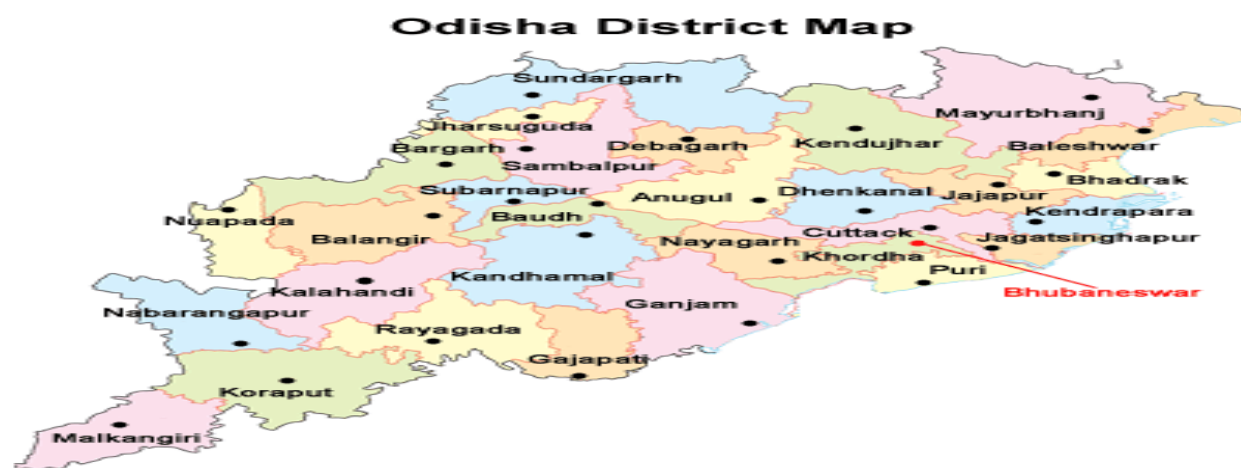 Odisha District Map
Sundargarh
Mayurbhanj
Jharsuguda
Bargarh
Debagarh
Kendujhar
Baleshwar
Sambalpur
Bhadrak
Subarnapur
Anugul
Dhenkanal
Jajapur
Nuapada
Baudh
Kendrapara
Balangir
Nayagarh
Cuttack
Jagatsinghapur
Khordha
Puri
Kandhamal
Kalahandi
Bhubaneswar
Ganjam
Nabarangapur
Rayagada
Gajapati
Koraput
Malkangiri